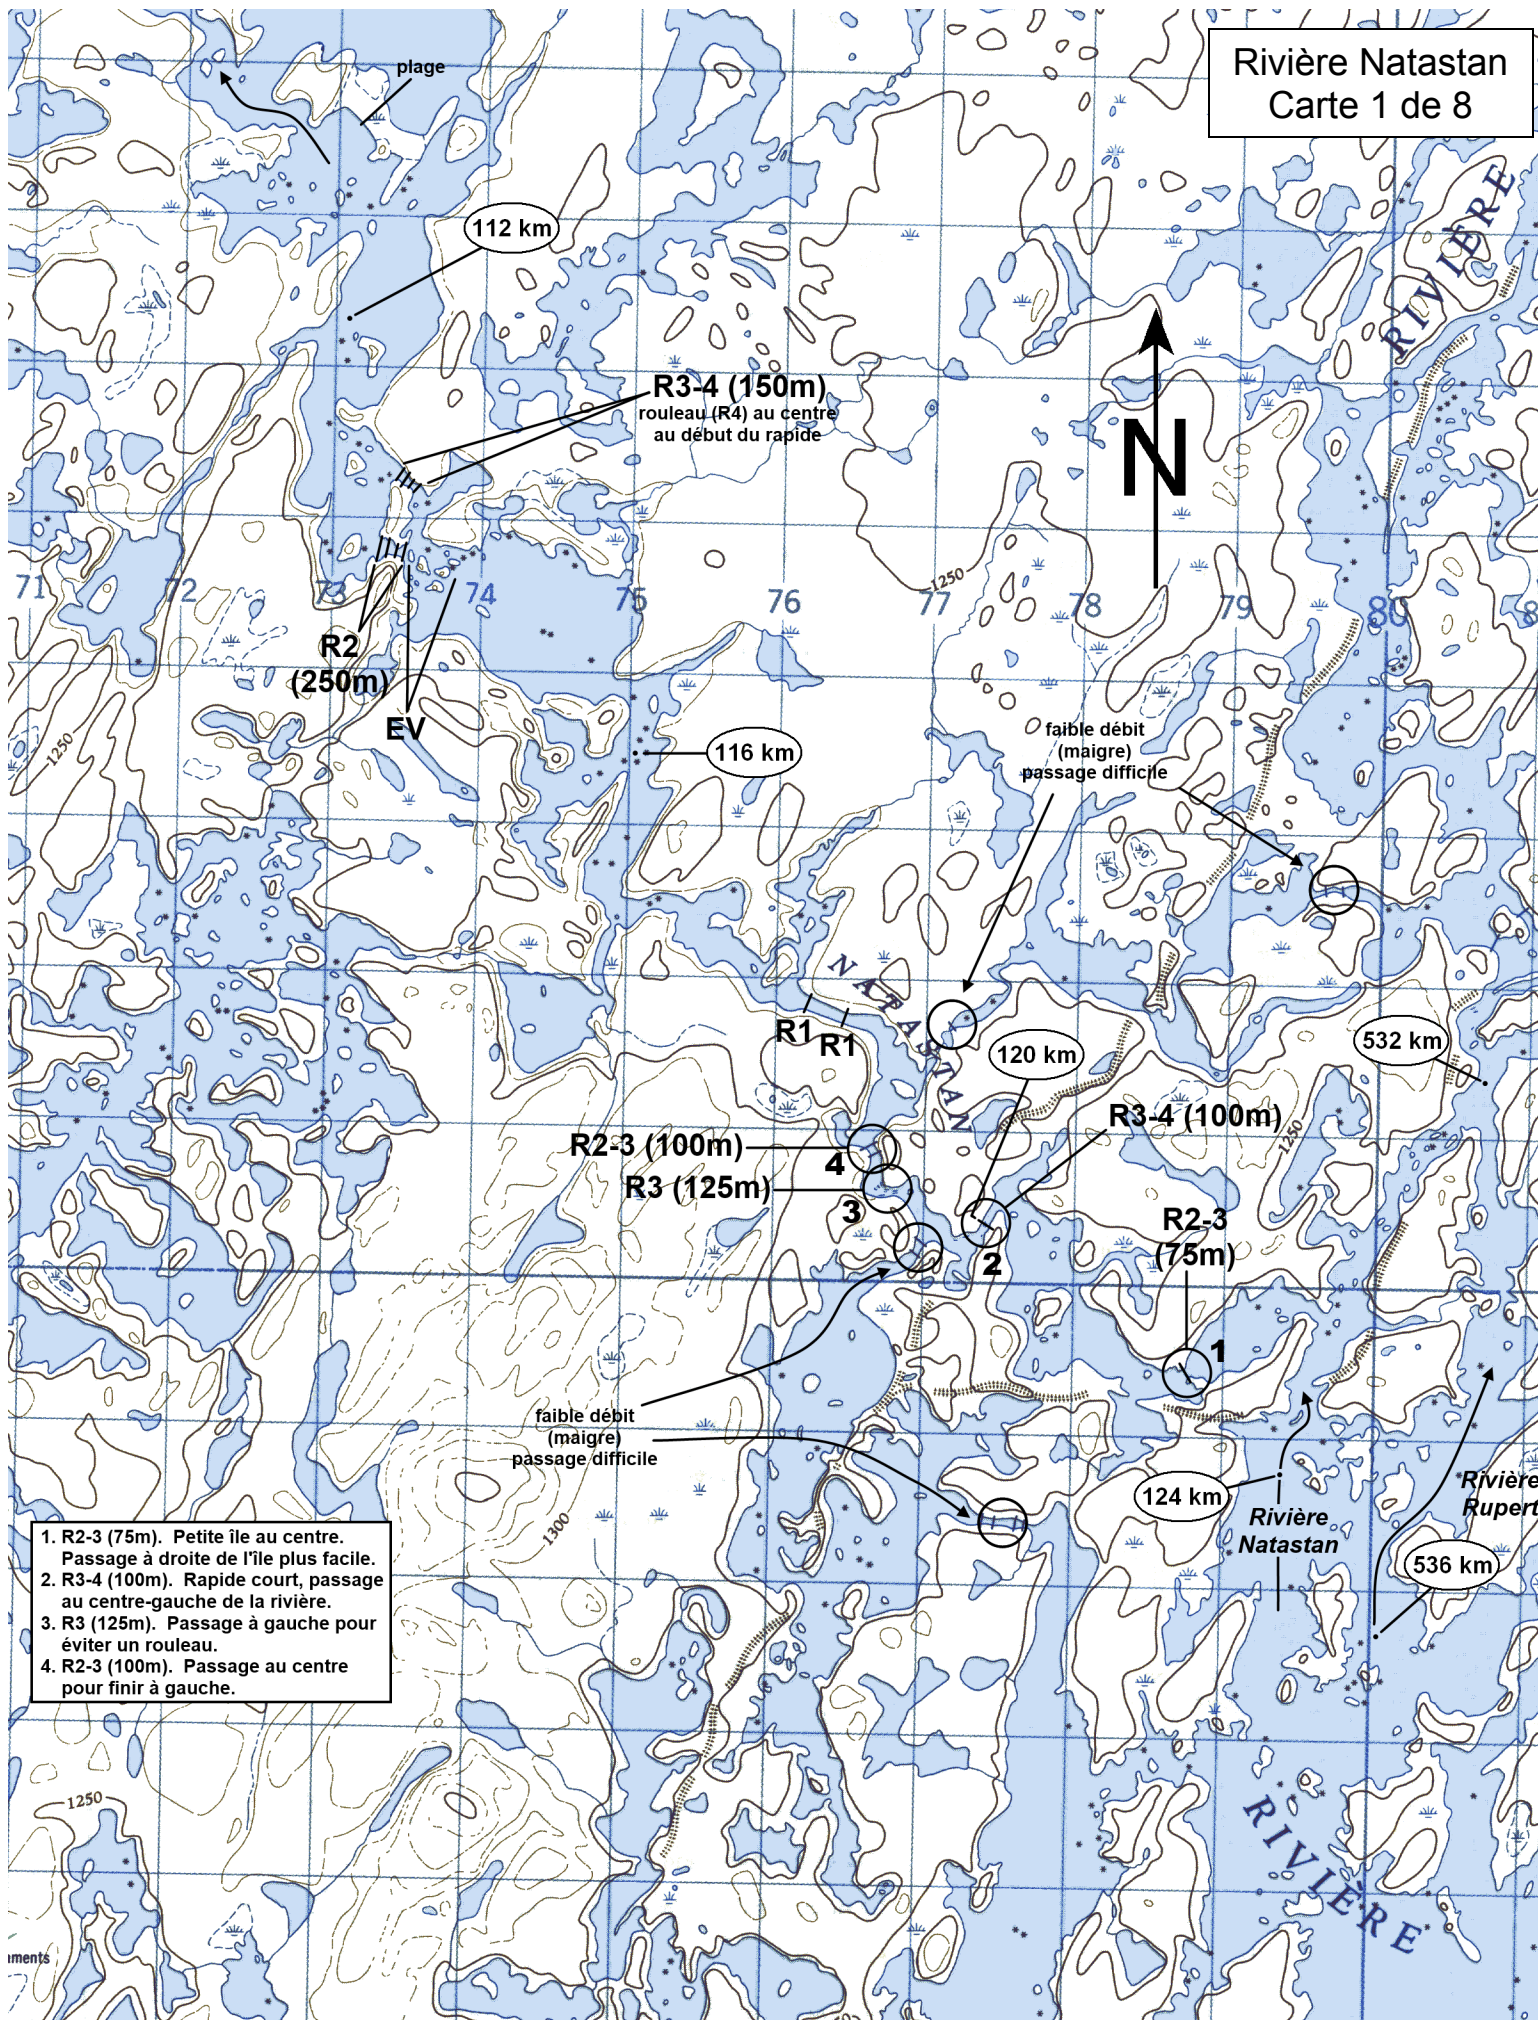 Rivière Natastan
Carte 1 de 8
plage
RIVIÈRE
112 km
R3-4 (150m)
rouleau (R4) au centre
au début du rapide
N
1250
71 72 73 74 75 76 77 78 79 80 8
R2
(250m)
EV
1250
116 km
faible débit
(maigre)
passage difficile
NATASTAN
R1
R1
120 km
532 km
R3-4 (100m)
1250
R2-3 (100m)
4
R3 (125m)
3
2
R2-3
(75m)
1
faible débit
(maigre)
passage difficile
124 km
Rivière
Natastan
Rivière
Rupert
536 km
1300
1. R2-3 (75m). Petite île au centre.
Passage à droite de l'île plus facile.
2. R3-4 (100m). Rapide court, passage
au centre-gauche de la rivière.
3. R3 (125m). Passage à gauche pour
éviter un rouleau.
4. R2-3 (100m). Passage au centre
pour finir à gauche.
1250
RIVIÈRE
aments